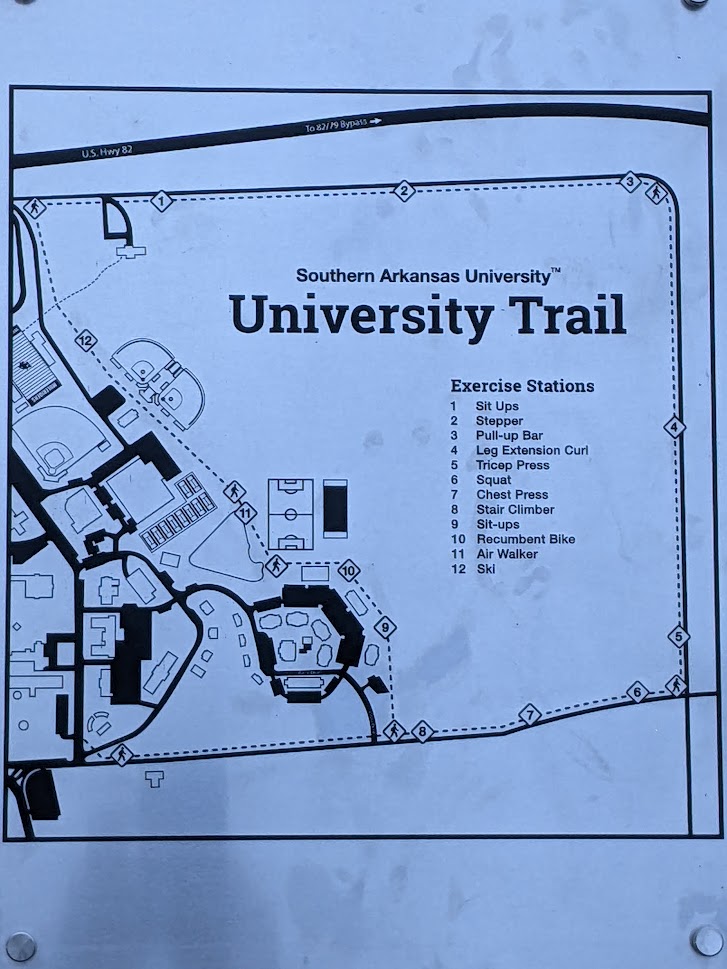 To 82/79 Bypass
U.S. Hwy 82
1
2
3
Southern Arkansas University™
University Trail
12
Exercise Stations
1 Sit Ups
2 Stepper
3 Pull-up Bar
4 Leg Extension Curl
5 Tricep Press
6 Squat
7 Chest Press
8 Stair Climber
9 Sit-ups
10 Recumbent Bike
11 Air Walker
12 Ski
4
11
10
9
5
6
7
8